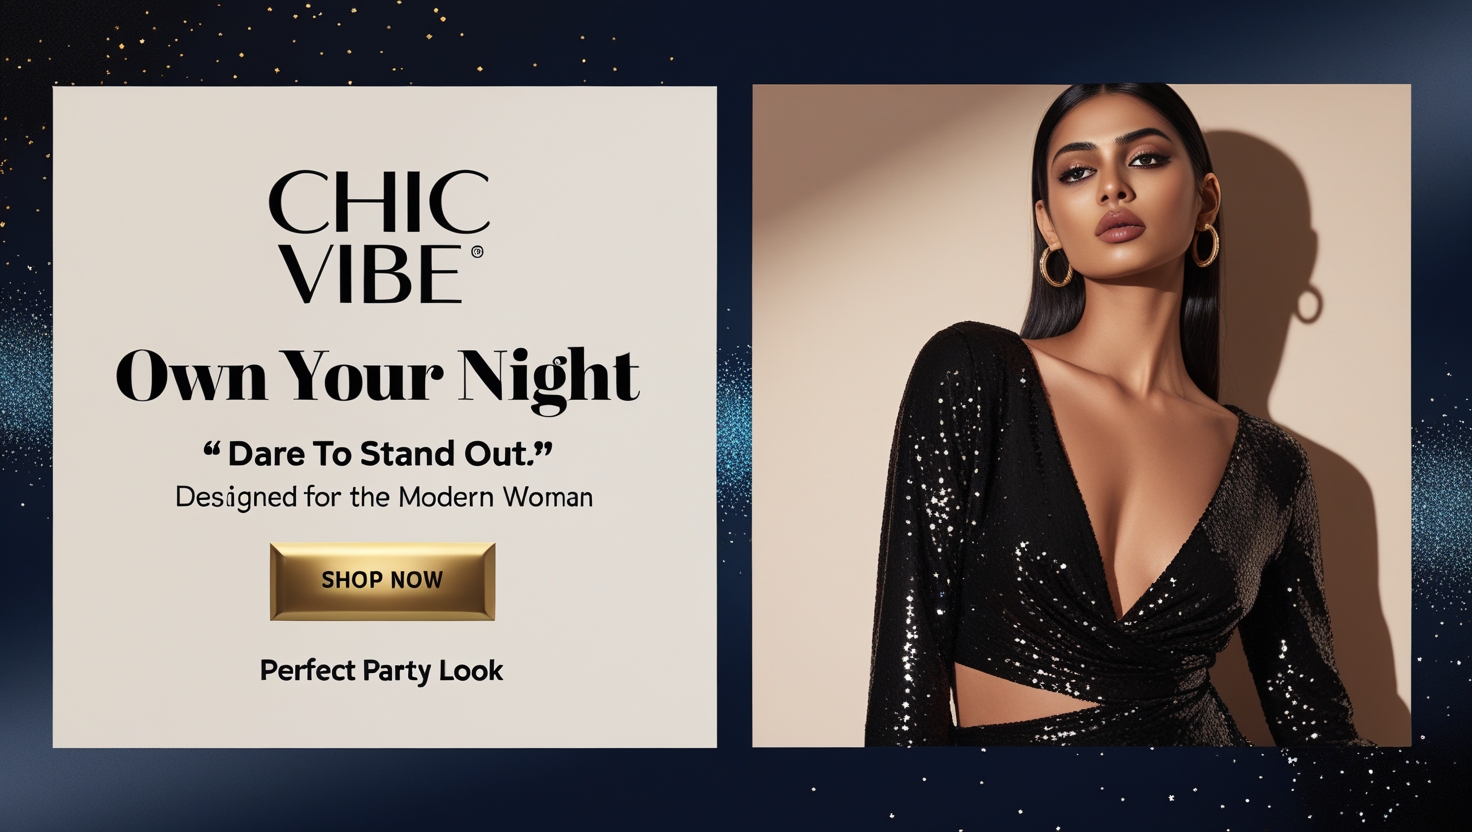 CHIC
VIBE®
Own Your Night
“Dare To Stand Out.”
Designed for the Modern Woman
SHOP NOW
Perfect Party Look